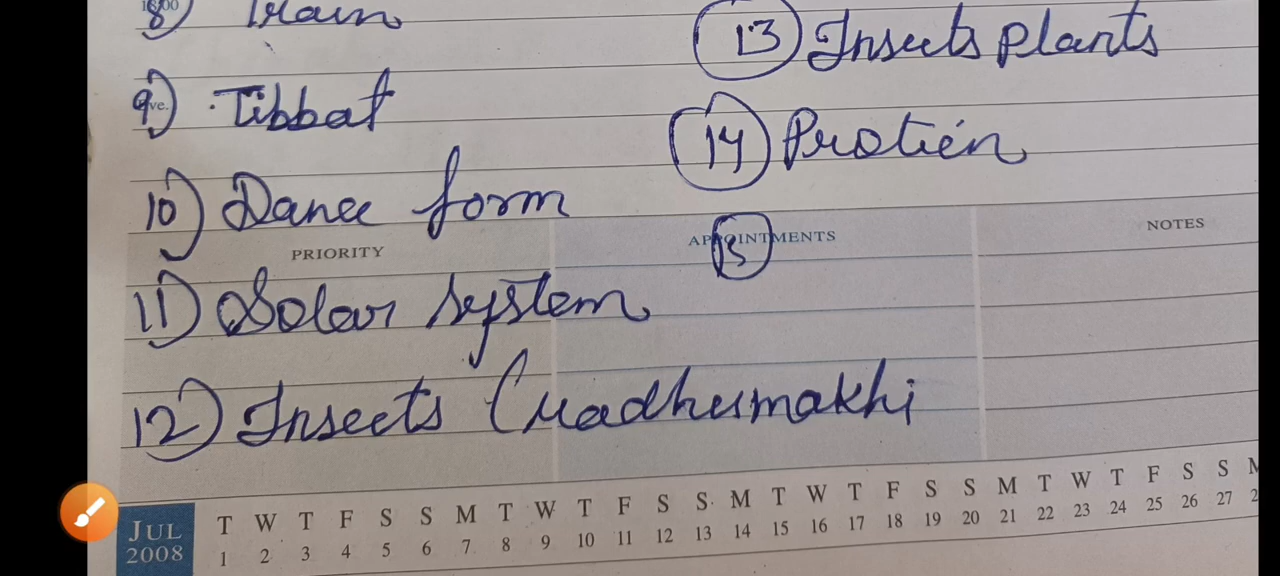 8) Train
9) Tibbat
10) Dance form
11) Solar system
12) Insects (Madhumakhi
13 Insects plants
14 Protien
15
PRIORITY
APPOINTMENTS
NOTES
JUL 2008
T W T F S S M T W T F S S M T W T F S S M T W T F S S M
1 2 3 4 5 6 7 8 9 10 11 12 13 14 15 16 17 18 19 20 21 22 23 24 25 26 27